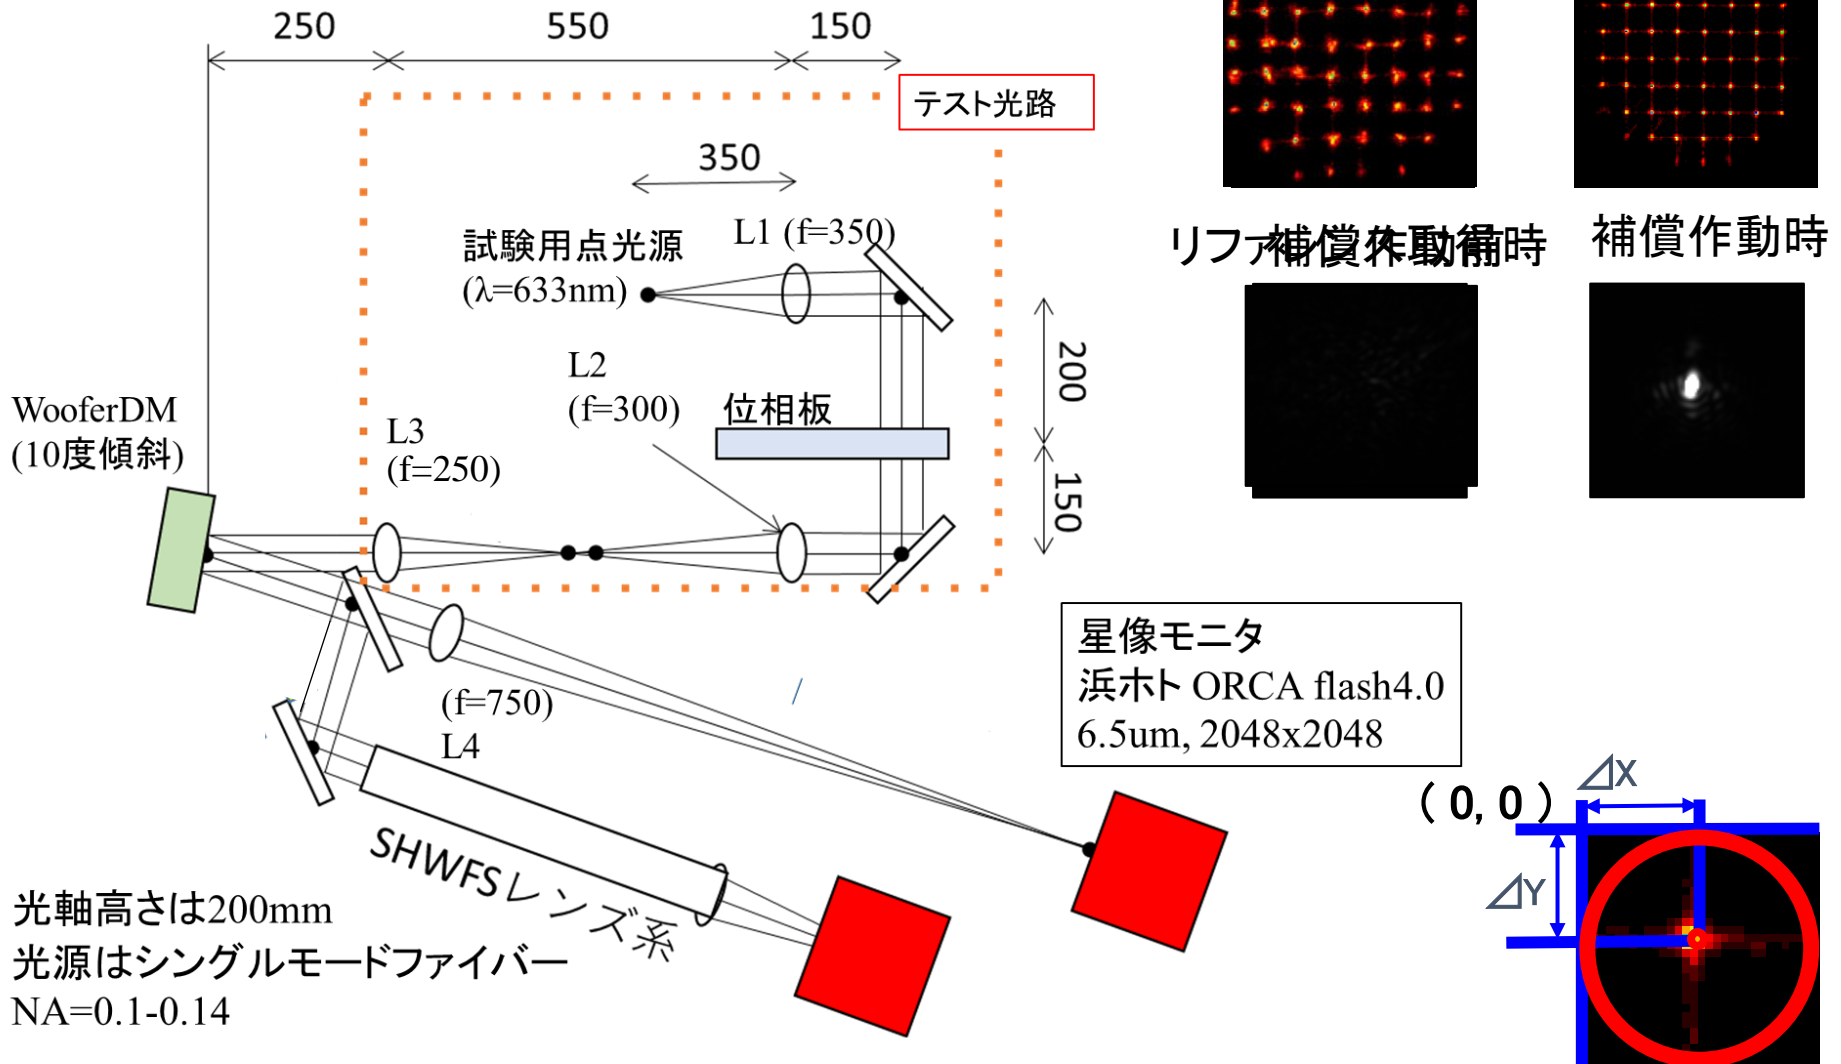 250
550
150
テスト光路
350
試験用点光源
(λ=633nm)
L1 (f=350)
200
L2
(f=300)
位相板
150
WooferDM
(10度傾斜)
L3
(f=250)
(f=750)
L4
SHWFSレンズ系
光軸高さは200mm
光源はシングルモードファイバー
NA=0.1-0.14
星像モニタ
浜ホト ORCA flash4.0
6.5um, 2048x2048
補償作動時
(0,0)
⊿X
⊿Y